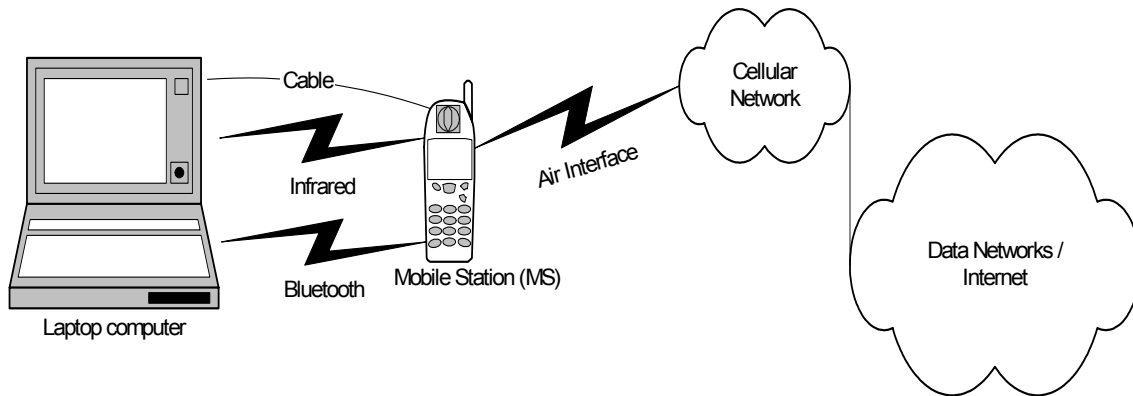 Cable
Infrared
Bluetooth
Laptop computer
Mobile Station (MS)
Air Interface
Cellular
Network
Data Networks /
Internet